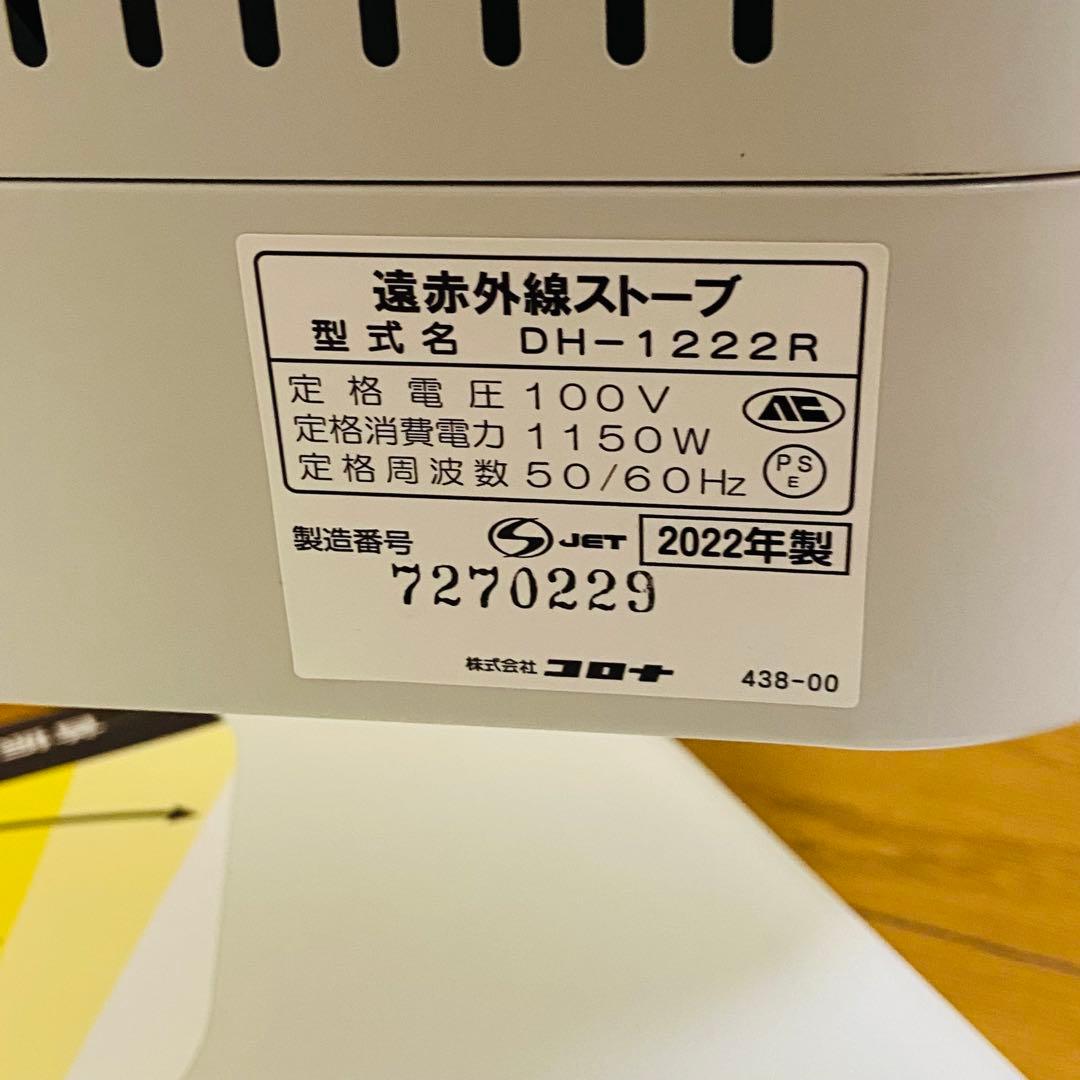 遠赤外線ストーブ
型式名 DH-1222R
定格電圧 100V
定格消費電力 1150W
定格周波数 50/60Hz
PS
E
製造番号 JET 2022年製
7270229
株式会社 コロナ 438-00